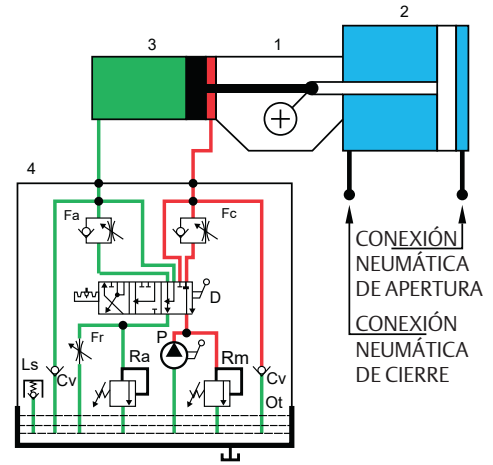 3
1
2
4
Fa
Fc
D
Fr
Ra
P
Rm
Ls
Cv
Cv
Ot
CONEXIÓN
NEUMÁTICA
DE APERTURA
CONEXIÓN
NEUMÁTICA
DE CIERRE